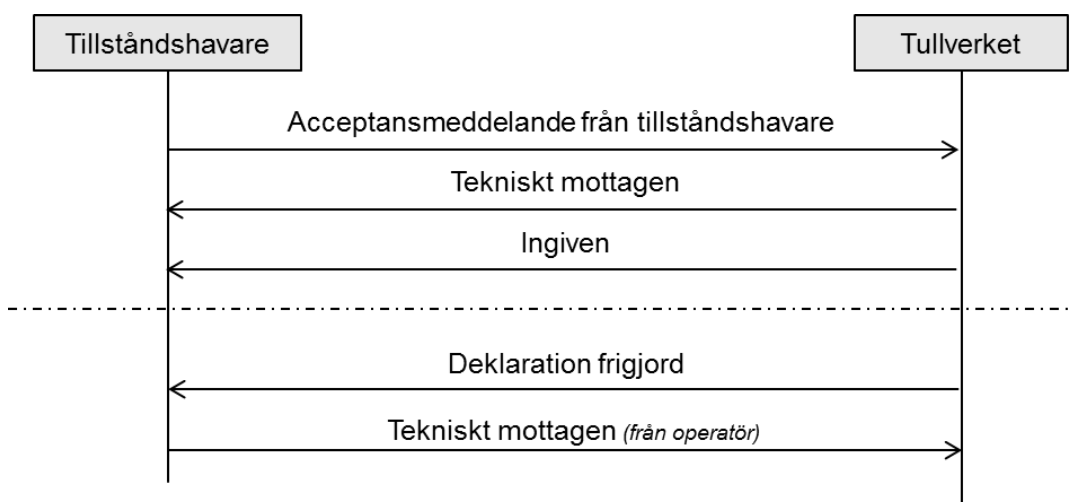 Tillståndshavare
Tullverket
Acceptansmeddelande från tillståndshavare
Tekniskt mottagen
Ingiven
Deklaration frigjord
Tekniskt mottagen (från operatör)